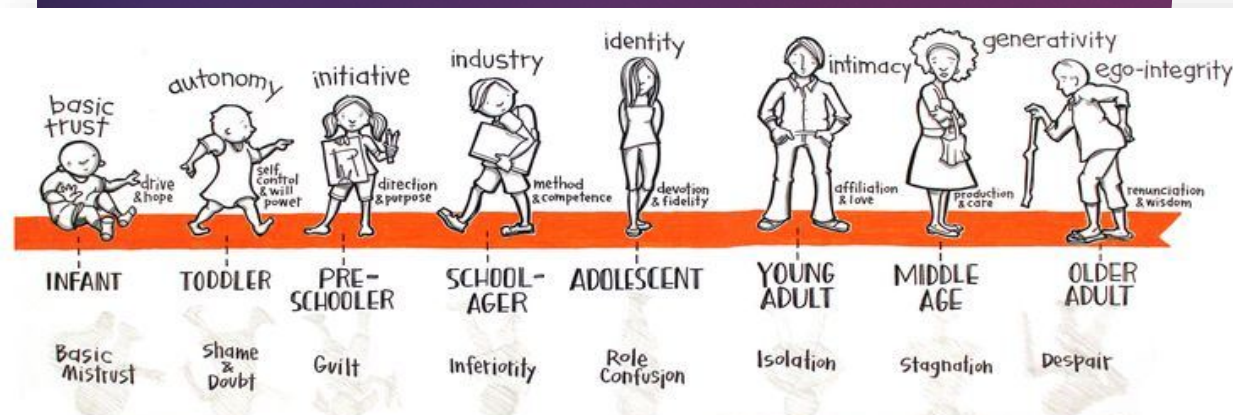 basic
trust
drive
& hope
INFANT
Basic
Mistrust
autonomy
self,
control
& will
power
TODDLER
Shame
&
Doubt
initiative
direction
& purpose
PRE-
SCHOOLER
Guilt
industry
method
& competence
SCHOOL-
AGER
Inferiority
identity
devotion
& fidelity
ADOLESCENT
Role
Confusion
intimacy
affiliation
& love
YOUNG
ADULT
Isolation
generativity
production
& care
MIDDLE
AGE
Stagnation
ego-integrity
renunciation
& wisdom
OLDER
ADULT
Despair